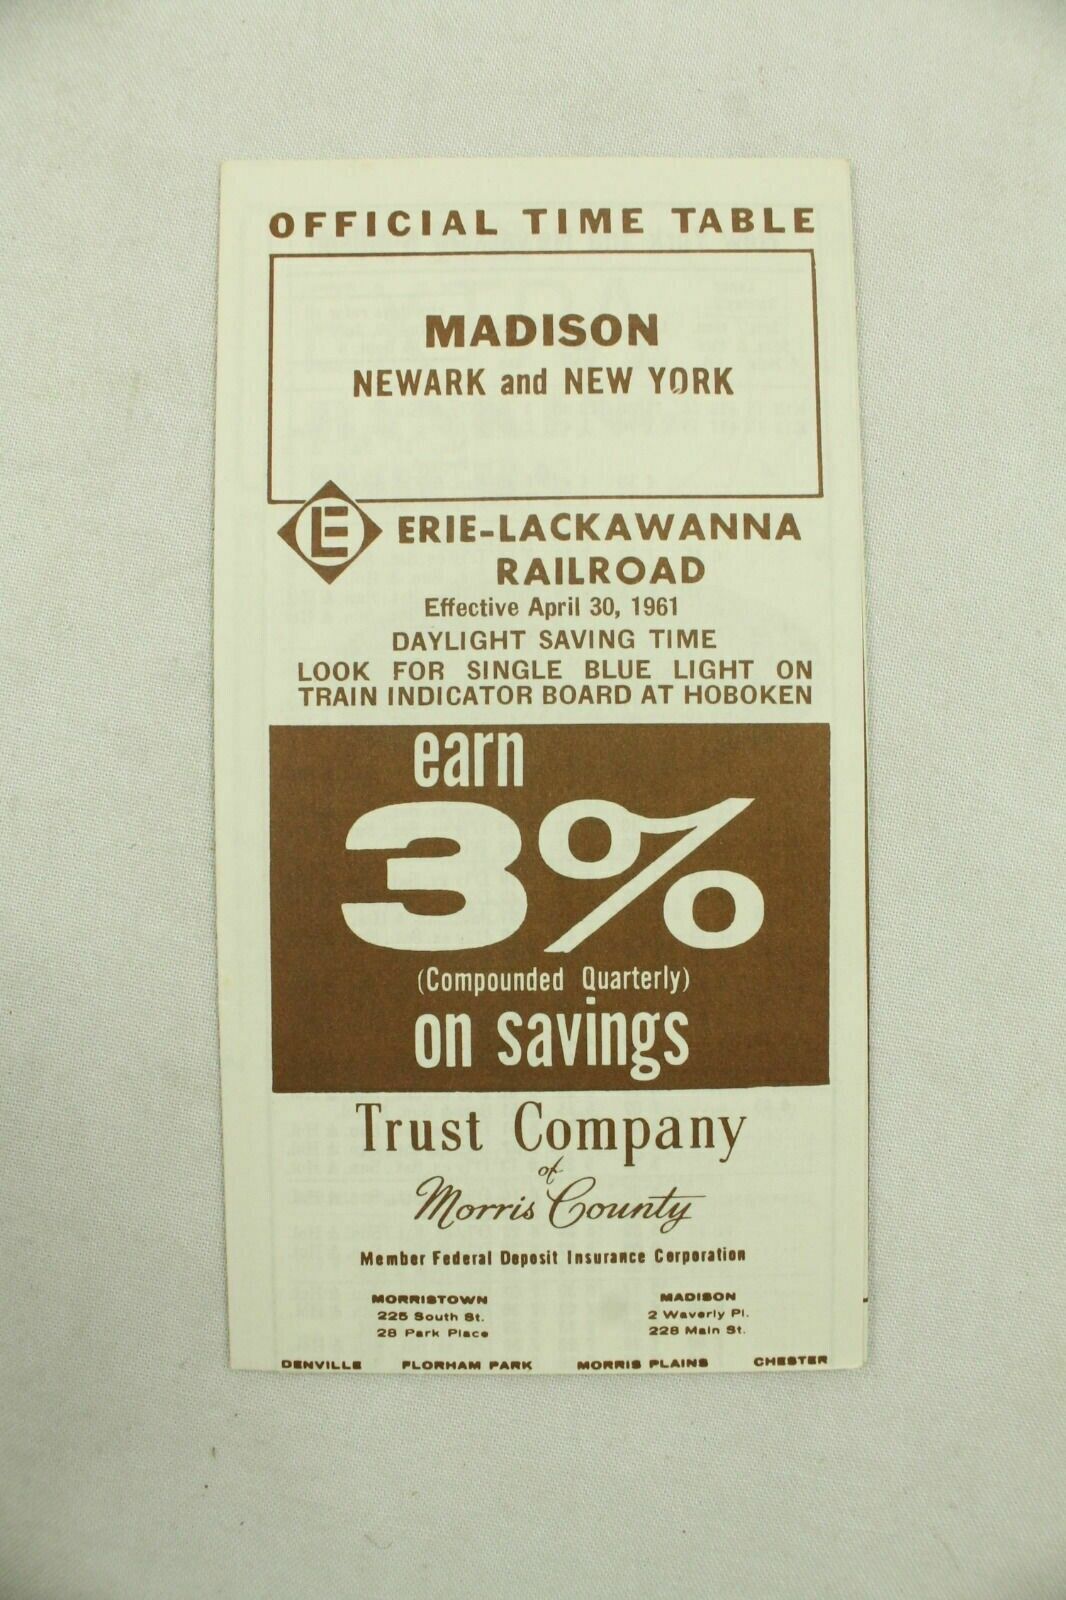 OFFICIAL TIME TABLE
MADISON
NEWARK and NEW YORK
E ERIE-LACKAWANNA
RAILROAD
Effective April 30, 1961
DAYLIGHT SAVING TIME
LOOK FOR SINGLE BLUE LIGHT ON
TRAIN INDICATOR BOARD AT HOBOKEN
earn
3%
(Compounded Quarterly)
on savings
Trust Company
of
Morris County
Member Federal Deposit Insurance Corporation
MORRISTOWN
225 South St.
28 Park Place
MADISON
2 Waverly Pl.
228 Main St.
DENVILLE FLORHAM PARK MORRIS PLAINS CHESTER